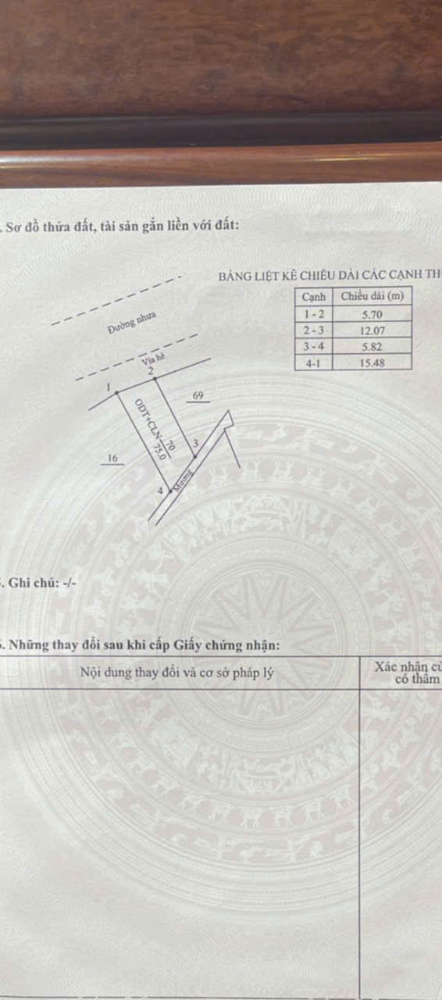 . Sơ đồ thửa đất, tài sản gắn liền với đất:
BẢNG LIỆT KÊ CHIỀU DÀI CÁC CẠNH TH
Cạnh Chiều dài (m)
1 - 2 5.70
2 - 3 12.07
3 - 4 5.82
4-1 15.48
Đường nhựa
Vỉa hè
2
1
69
ODT+CLN 70
75.0
3
16
4
Mương
. Ghi chú: -/-
6. Những thay đổi sau khi cấp Giấy chứng nhận:
Nội dung thay đổi và cơ sở pháp lý
Xác nhận củ
có thẩm